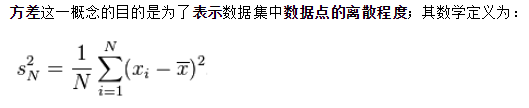 方差这一概念的目的是为了表示数据集中数据点的离散程度；其数学定义为：
s_N^2 = \frac{1}{N} \sum_{i=1}^{N} (x_i - \overline{x})^2